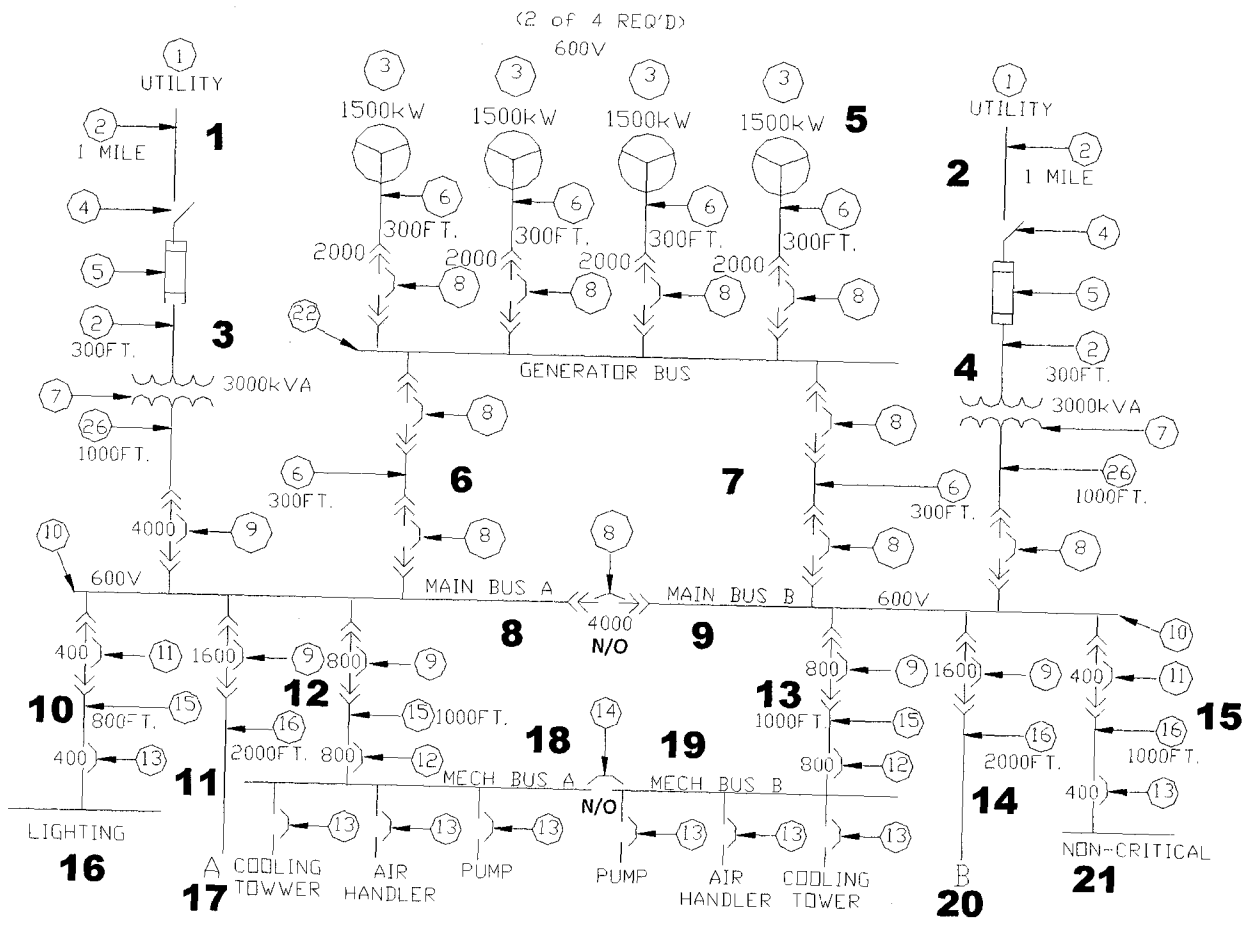 (2 of 4 REQ'D)
600V
1 3 3 3 3 1
UTILITY 1500kW 1500kW 1500kW 1500kW 5 UTILITY
2 1 2 2
1 MILE 1 MILE
6 6 6 6
4 300FT. 300FT. 300FT. 300FT. 4
2000 2000 2000 2000
5 8 8 8 8 5
2 3 22 2
300FT. GENERATOR BUS 4 300FT.
3000kVA 3000kVA
7 8 8 7
26 26
1000FT. 6 6 7 6 1000FT.
300FT. 300FT.
4000 9 8 8 8 8
10 600V MAIN BUS A MAIN BUS B 600V 10
4000
8 N/O 9
400 11 1600 9 800 9 800 9 1600 9 400 11
10 12 13 15
15 16 15 1000FT. 14 1000FT. 15 16 16
800FT. 2000FT. 18 19 2000FT. 1000FT.
400 13 11 800 12 800 12 14 400 13
MECH BUS A MECH BUS B
N/O
13 13 13 13 13 13
LIGHTING A COOLING AIR PUMP PUMP AIR COOLING B NON-CRITICAL
16 17 TOWWER HANDLER HANDLER TOWER 20 21